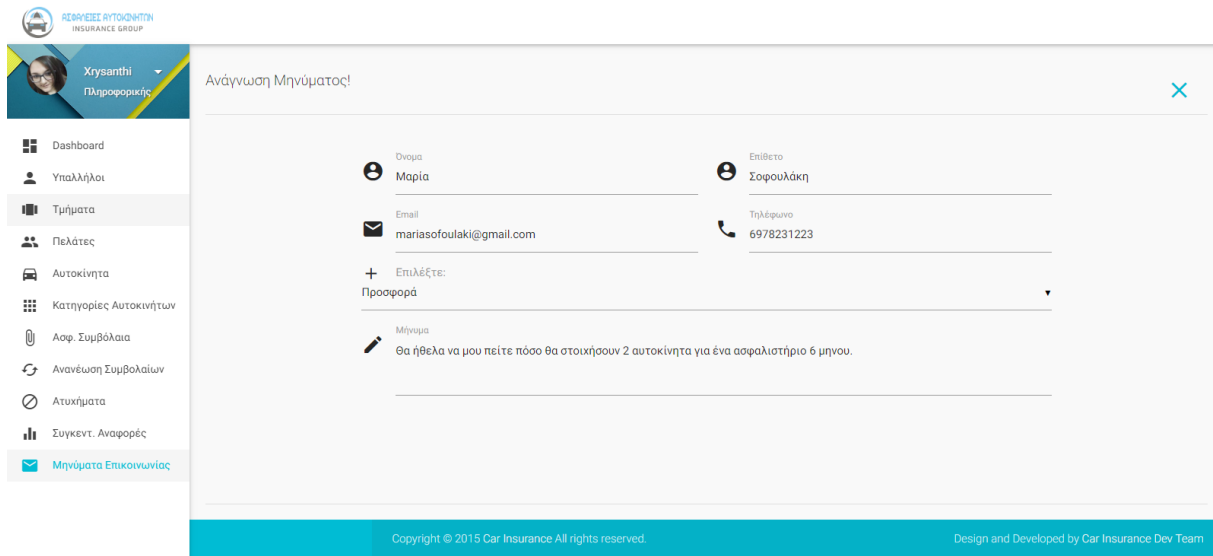 ΑΣΦΑΛΕΙΕΣ ΑΥΤΟΚΙΝΗΤΩΝ
INSURANCE GROUP
Xrysanthi
Πληροφορικής
Ανάγνωση Μηνύματος!
Dashboard
Υπαλλήλοι
Τμήματα
Πελάτες
Αυτοκίνητα
Κατηγορίες Αυτοκινήτων
Ασφ. Συμβόλαια
Ανανέωση Συμβολαίων
Ατυχήματα
Συγκεντ. Αναφορές
Μηνύματα Επικοινωνίας
Όνομα
Μαρία
Επίθετο
Σοφουλάκη
Email
mariasofoulaki@gmail.com
Τηλέφωνο
6978231223
Επιλέξτε:
Προσφορά
Μήνυμα
Θα ήθελα να μου πείτε πόσο θα στοιχήσουν 2 αυτοκίνητα για ένα ασφαλιστήριο 6 μηνου.
Copyright © 2015 Car Insurance All rights reserved.
Design and Developed by Car Insurance Dev Team